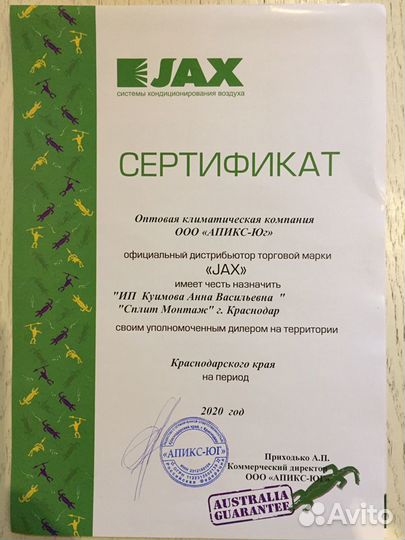 JAX
системы кондиционирования воздуха
СЕРТИФИКАТ
Оптовая климатическая компания
ООО «АПИКС-Юг»
официальный дистрибьютор торговой марки
«JAX»
имеет честь назначить
"ИП Куимова Анна Васильевна "
"Сплит Монтаж" г. Краснодар
своим уполномоченным дилером на территории
Краснодарского края
на период
2020 год
«АПИКС-ЮГ»
Приходько А.П.
Коммерческий директор
ООО «АПИКС-ЮГ»
AUSTRALIA
GUARANTEE
Avito